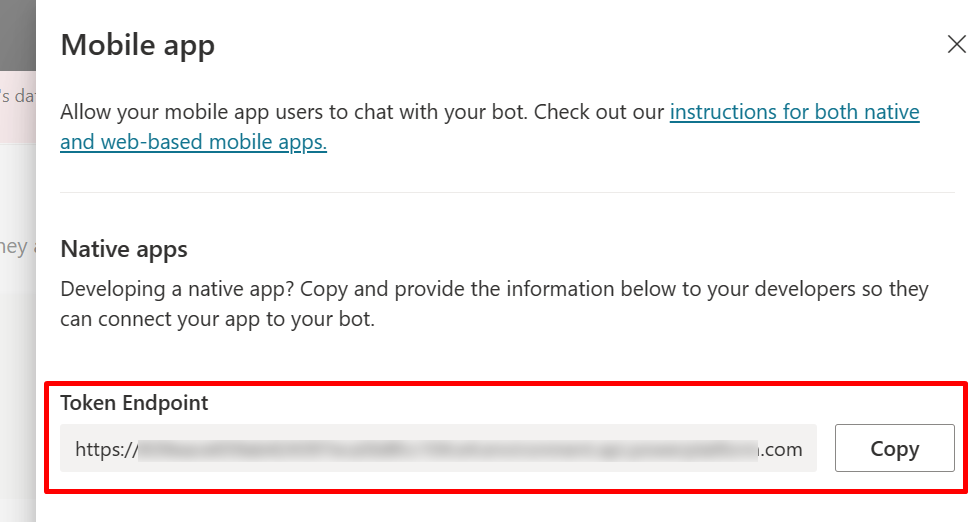 Mobile app
's da
Allow your mobile app users to chat with your bot. Check out our instructions for both native
and web-based mobile apps.
Native apps
Developing a native app? Copy and provide the information below to your developers so they
can connect your app to your bot.
Token Endpoint
https://
.com
Copy